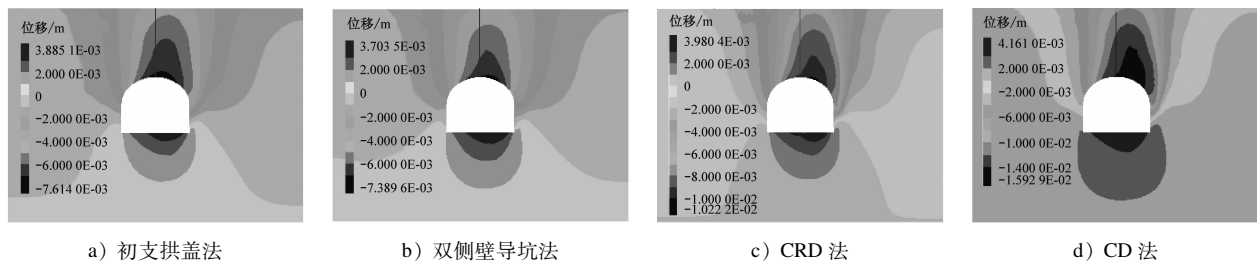 位移/m
3.885 1E-03
2.000 0E-03
0
-2.000 0E-03
-4.000 0E-03
-6.000 0E-03
-7.614 0E-03
a）初支拱盖法
位移/m
3.703 5E-03
2.000 0E-03
0
-2.000 0E-03
-4.000 0E-03
-6.000 0E-03
-7.389 6E-03
b）双侧壁导坑法
位移/m
3.980 4E-03
2.000 0E-03
0
-2.000 0E-03
-4.000 0E-03
-6.000 0E-03
-8.000 0E-03
-1.000 0E-02
-1.022 2E-02
c）CRD 法
位移/m
4.161 0E-03
2.000 0E-03
-2.000 0E-03
-6.000 0E-03
-1.000 0E-02
-1.400 0E-02
-1.592 9E-02
d）CD 法